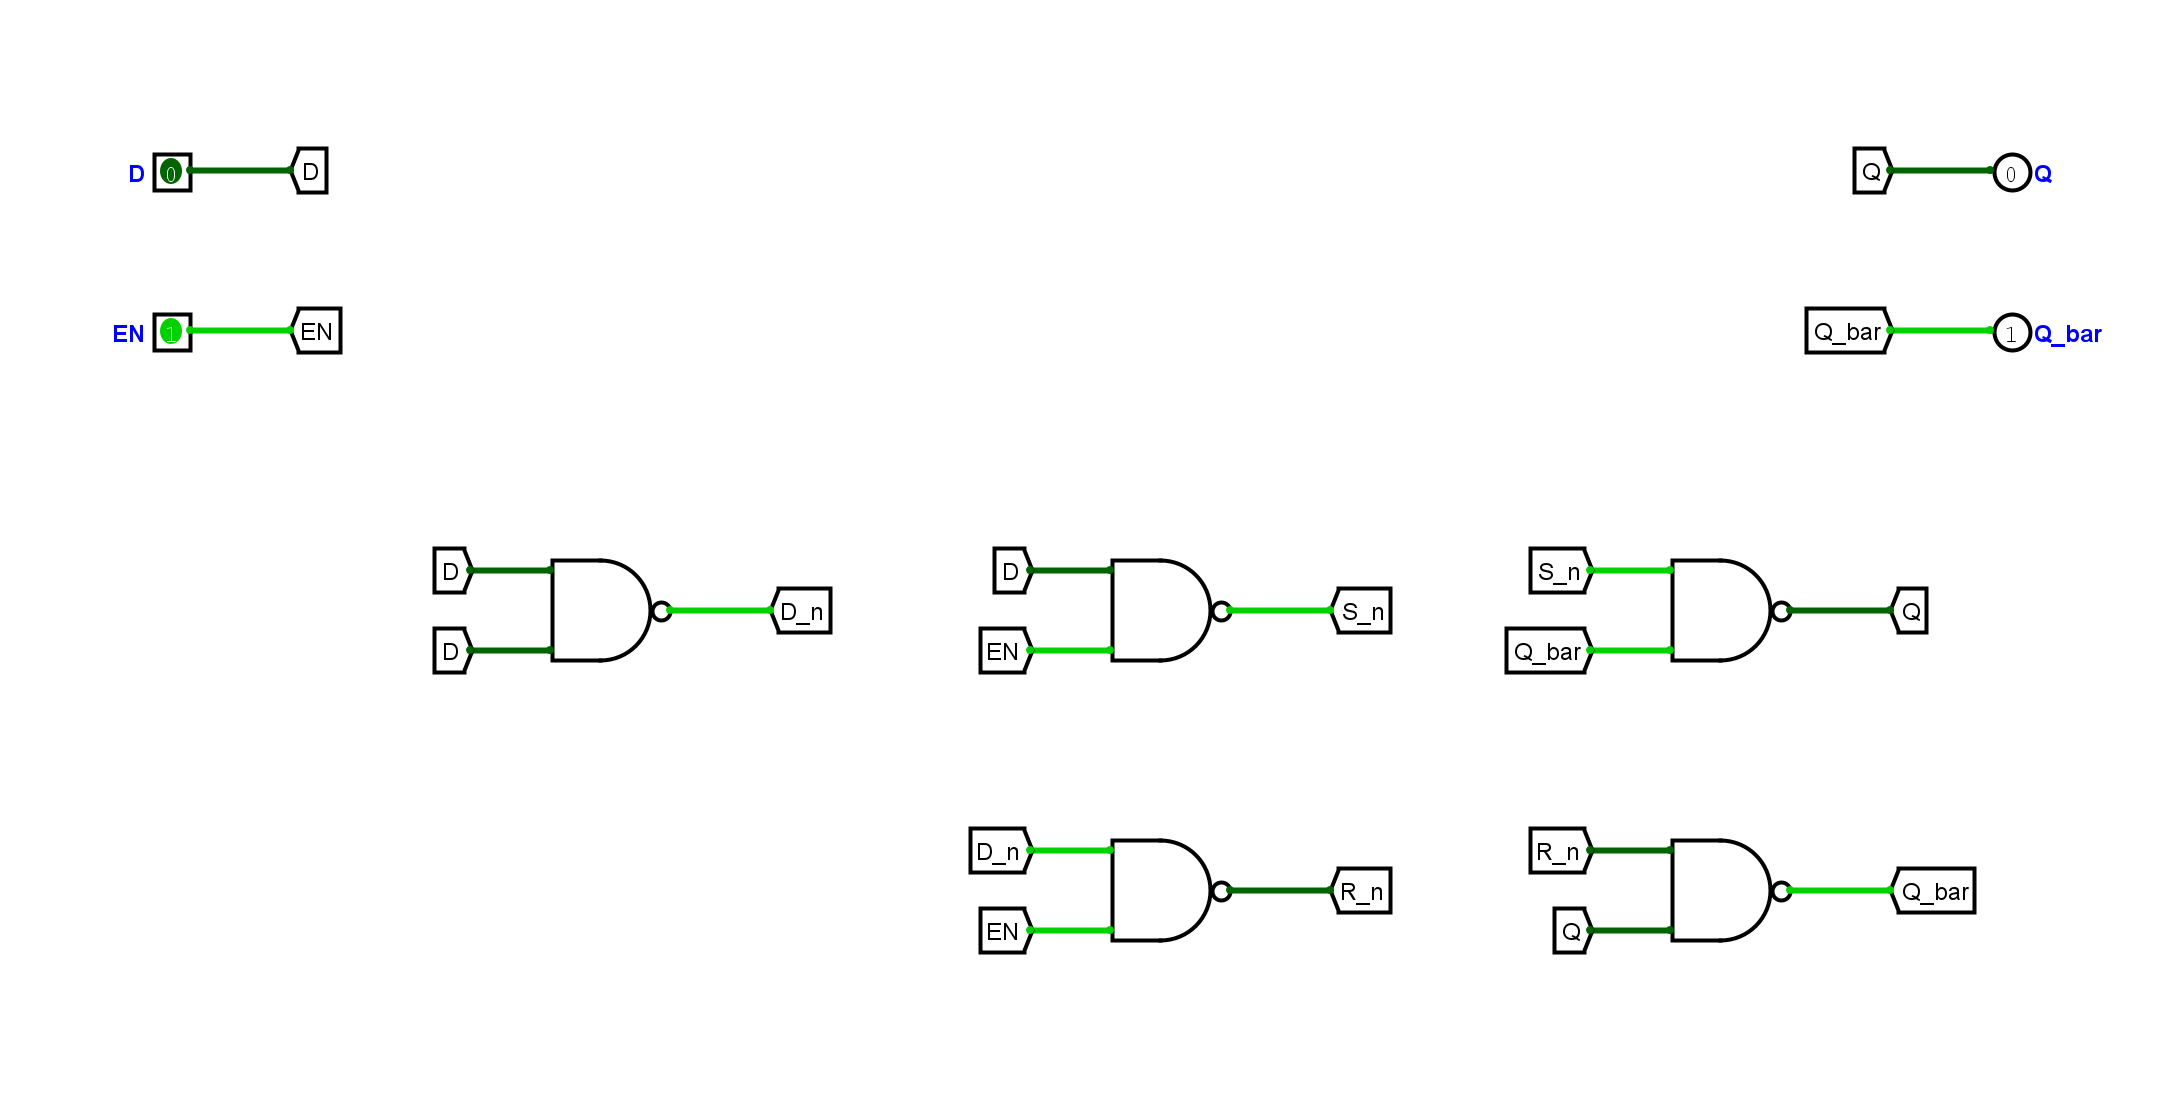 D 0 D
Q 0 Q
EN 1 EN
Q_bar 1 Q_bar
D
D
D_n
D
EN
S_n
S_n
Q_bar
Q
D_n
EN
R_n
R_n
Q
Q_bar